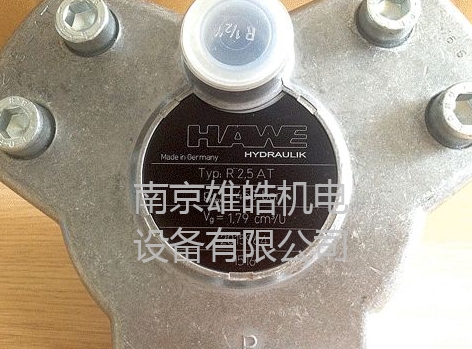 R 1/2"
HAWE
HYDRAULIK
Made in Germany
Typ: R 2,5 A T
南京雄皓机电
Vg = 1,79 cm³/U
设备有限公司